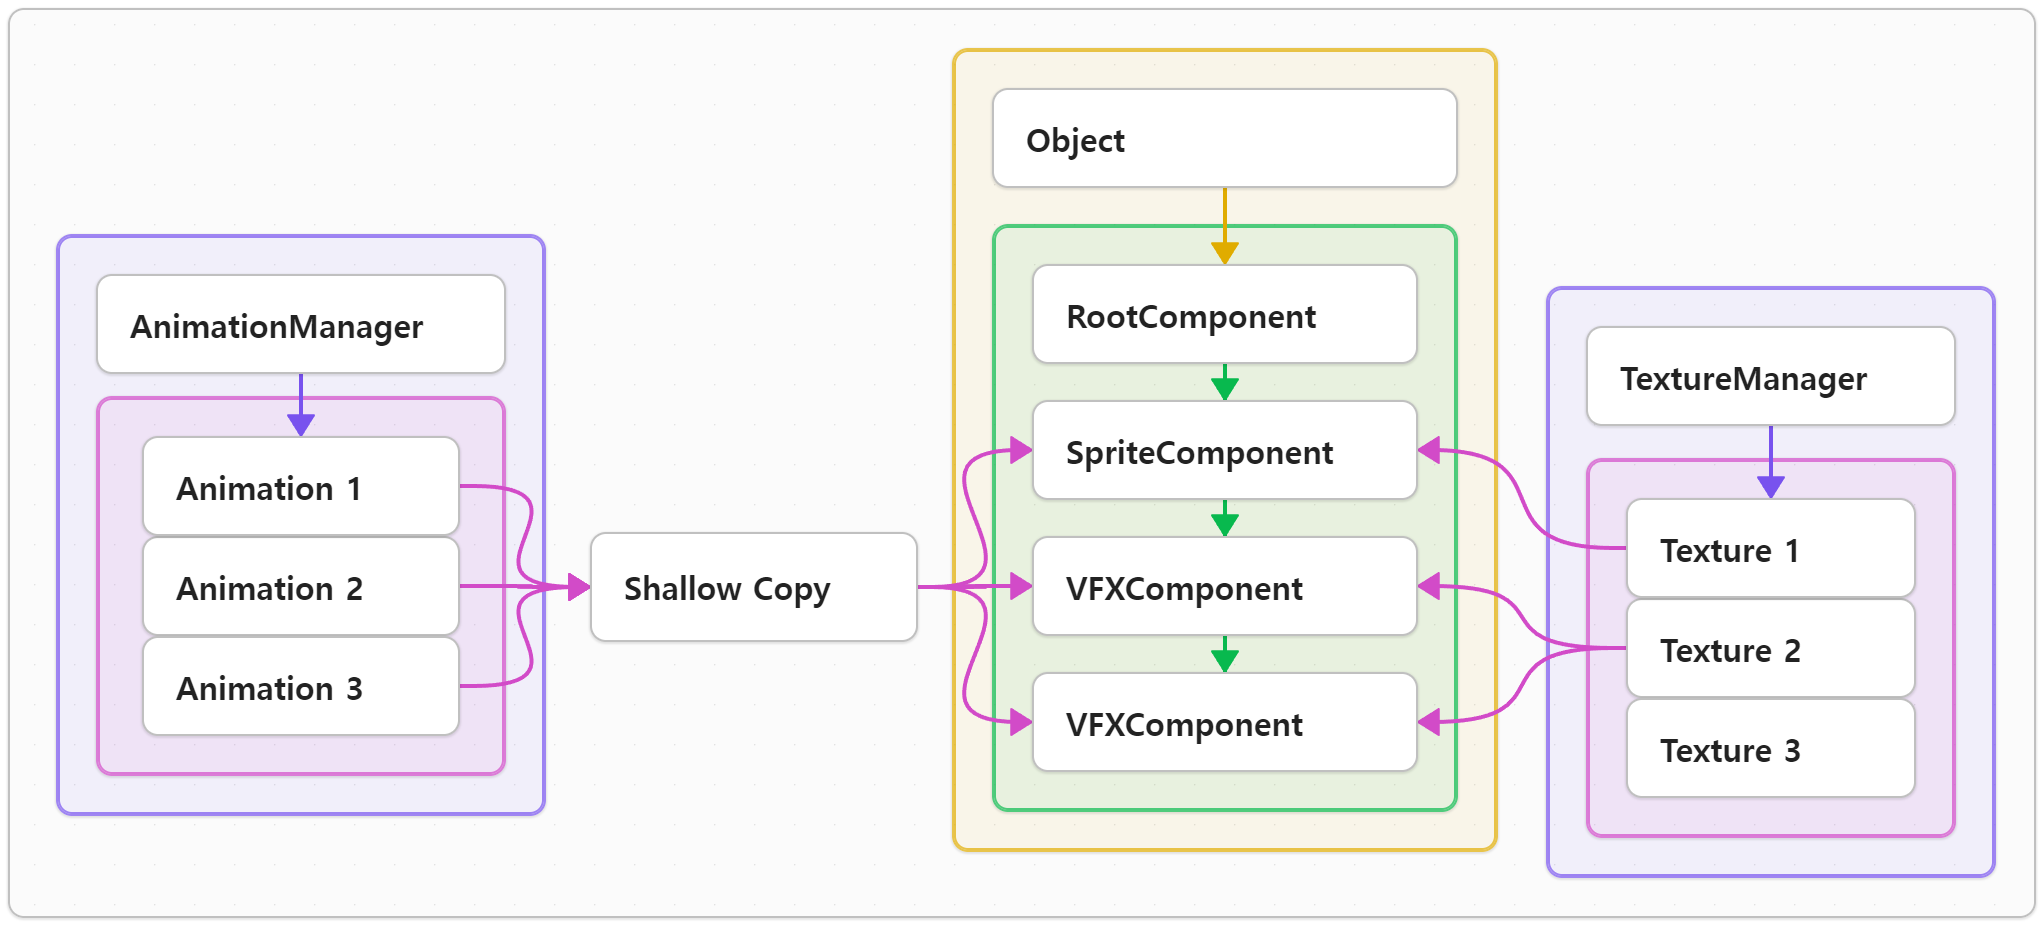 AnimationManager
Animation 1
Animation 2
Animation 3
Shallow Copy
Object
RootComponent
SpriteComponent
VFXComponent
VFXComponent
TextureManager
Texture 1
Texture 2
Texture 3